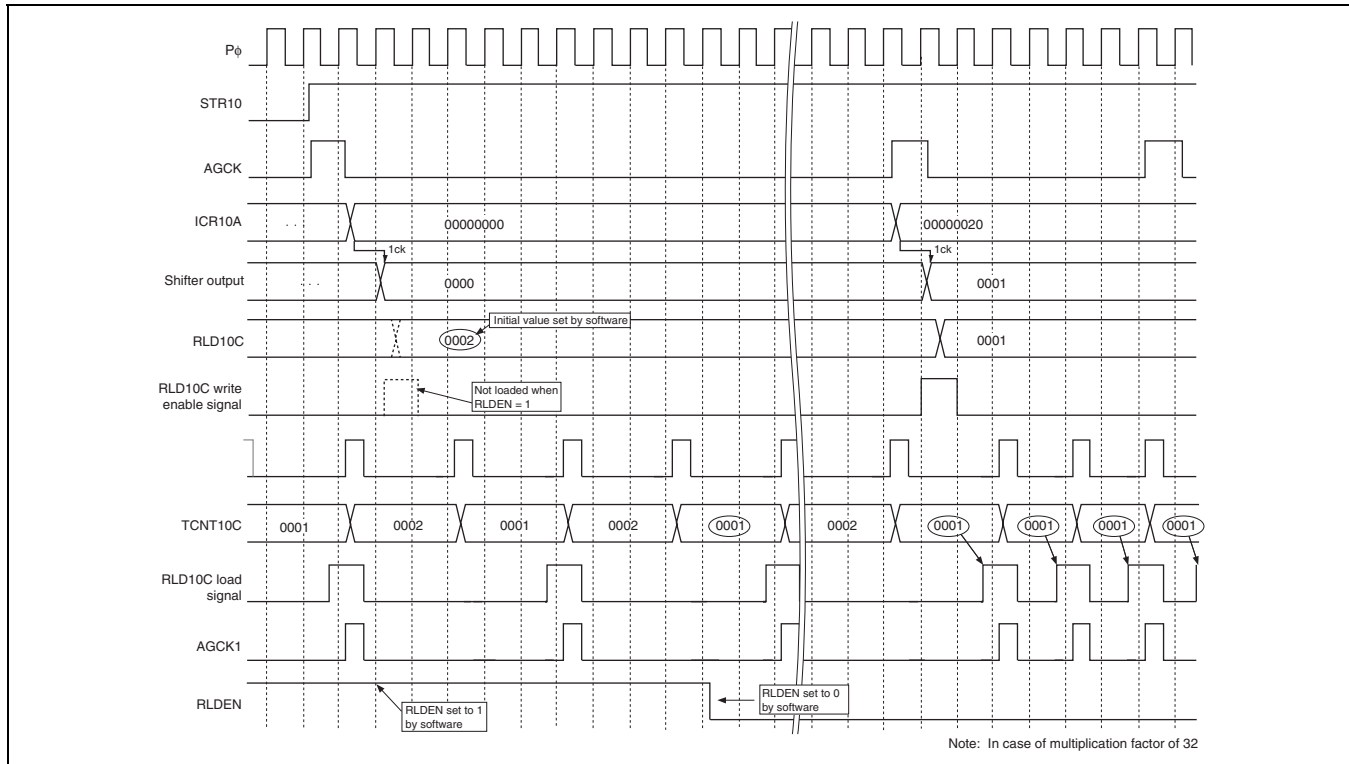 Pφ
STR10
AGCK
ICR10A
. .
00000000
00000020
1ck
1ck
Shifter output
. . .
0000
0001
Initial value set by software
RLD10C
0002
0001
RLD10C write
enable signal
Not loaded when
RLDEN = 1
TCNT10C
0001
0002
0001
0002
0001
0002
0001
0001
0001
0001
RLD10C load
signal
AGCK1
RLDEN
RLDEN set to 1
by software
RLDEN set to 0
by software
Note: In case of multiplication factor of 32